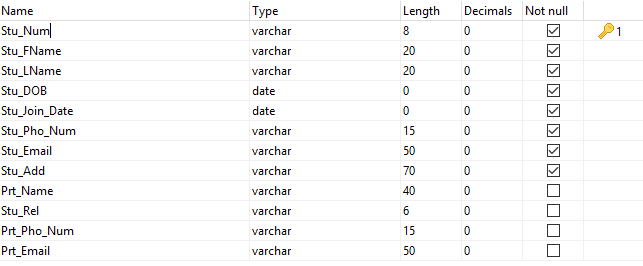 Name Type Length Decimals Not null
Stu_Num varchar 8 0 1
Stu_FName varchar 20 0
Stu_LName varchar 20 0
Stu_DOB date 0 0
Stu_Join_Date date 0 0
Stu_Pho_Num varchar 15 0
Stu_Email varchar 50 0
Stu_Add varchar 70 0
Prt_Name varchar 40 0
Stu_Rel varchar 6 0
Prt_Pho_Num varchar 15 0
Prt_Email varchar 50 0